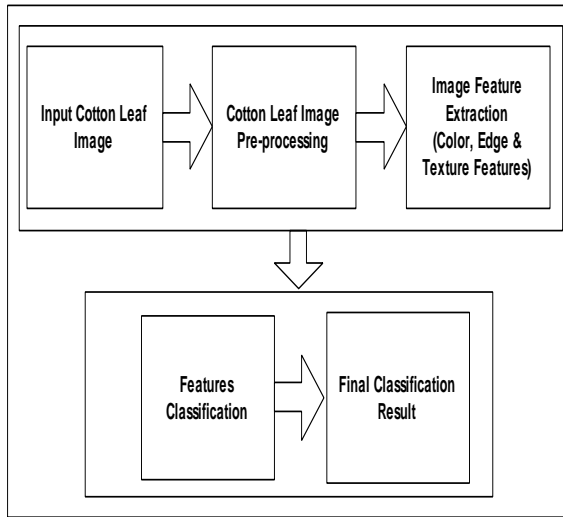 Input Cotton Leaf
Image
Cotton Leaf Image
Pre-processing
Image Feature
Extraction
(Color, Edge &
Texture Features)
Features
Classification
Final Classification
Result